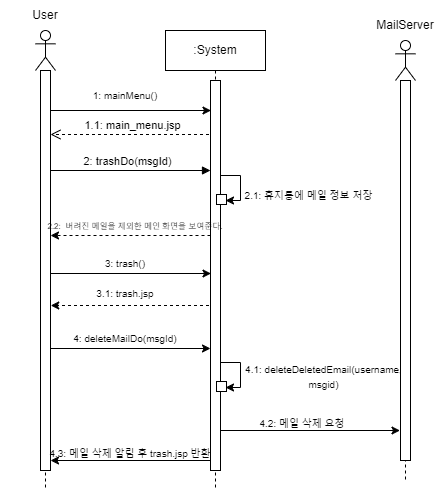 User
MailServer
:System
1: mainMenu()
1.1: main_menu.jsp
2: trashDo(msgId)
2.1: 휴지통에 메일 정보 저장
2.2: 버려진 메일을 제외한 메인 화면을 보여준다.
3: trash()
3.1: trash.jsp
4: deleteMailDo(msgId)
4.1: deleteDeletedEmail(username
msgid)
4.2: 메일 삭제 요청
4.3: 메일 삭제 알림 후 trash.jsp 반환